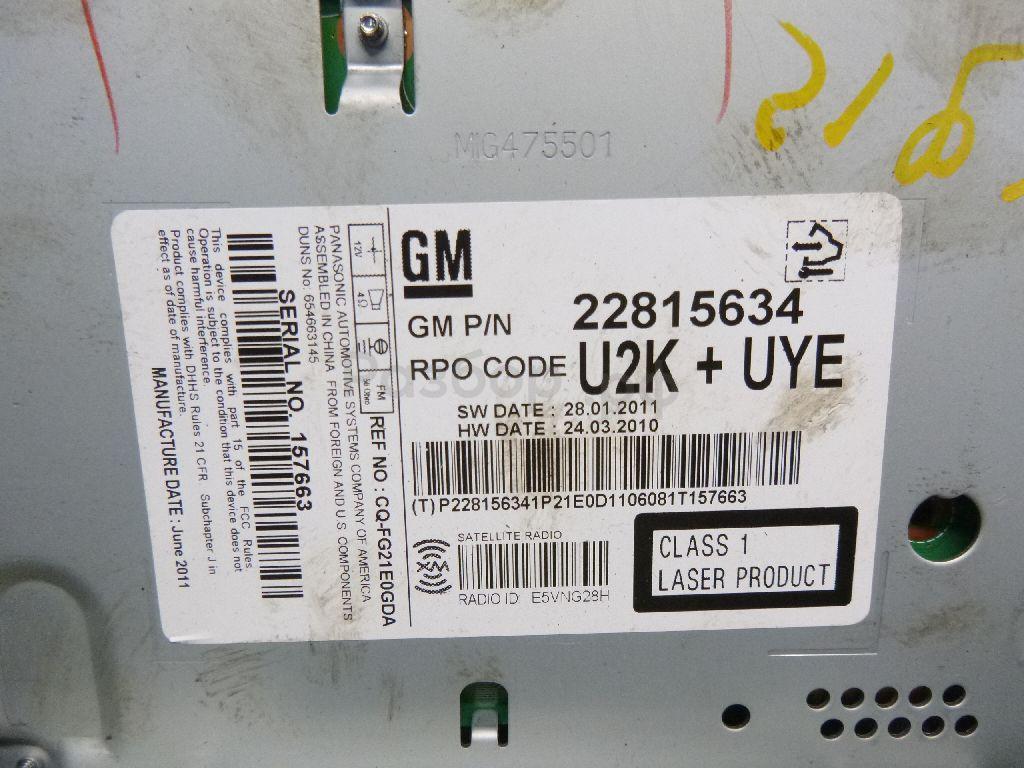 215
MIG475501
GM
GM P/N 22815634
RPO CODE U2K + UYE
SW DATE : 28.01.2011
HW DATE : 24.03.2010
(T)P228156341P21E0D1106081T157663
SATELLITE RADIO
XM
RADIO ID: E5VNG28H
CLASS 1
LASER PRODUCT
12V
4Ω
FM
REF NO : CQ-FG21E0GDA
PANASONIC AUTOMOTIVE SYSTEMS COMPANY OF AMERICA
ASSEMBLED IN CHINA FROM FOREIGN AND U.S. COMPONENTS
DUNS No: 654663145
SERIAL NO. 157663
This device complies with part 15 of the FCC Rules
Operation is subject to the condition that this device does not
cause harmful interference.
Product complies with DHHS Rules 21 CFR Subchapter J in
effect as of date of manufacture.
MANUFACTURE DATE : June 2011